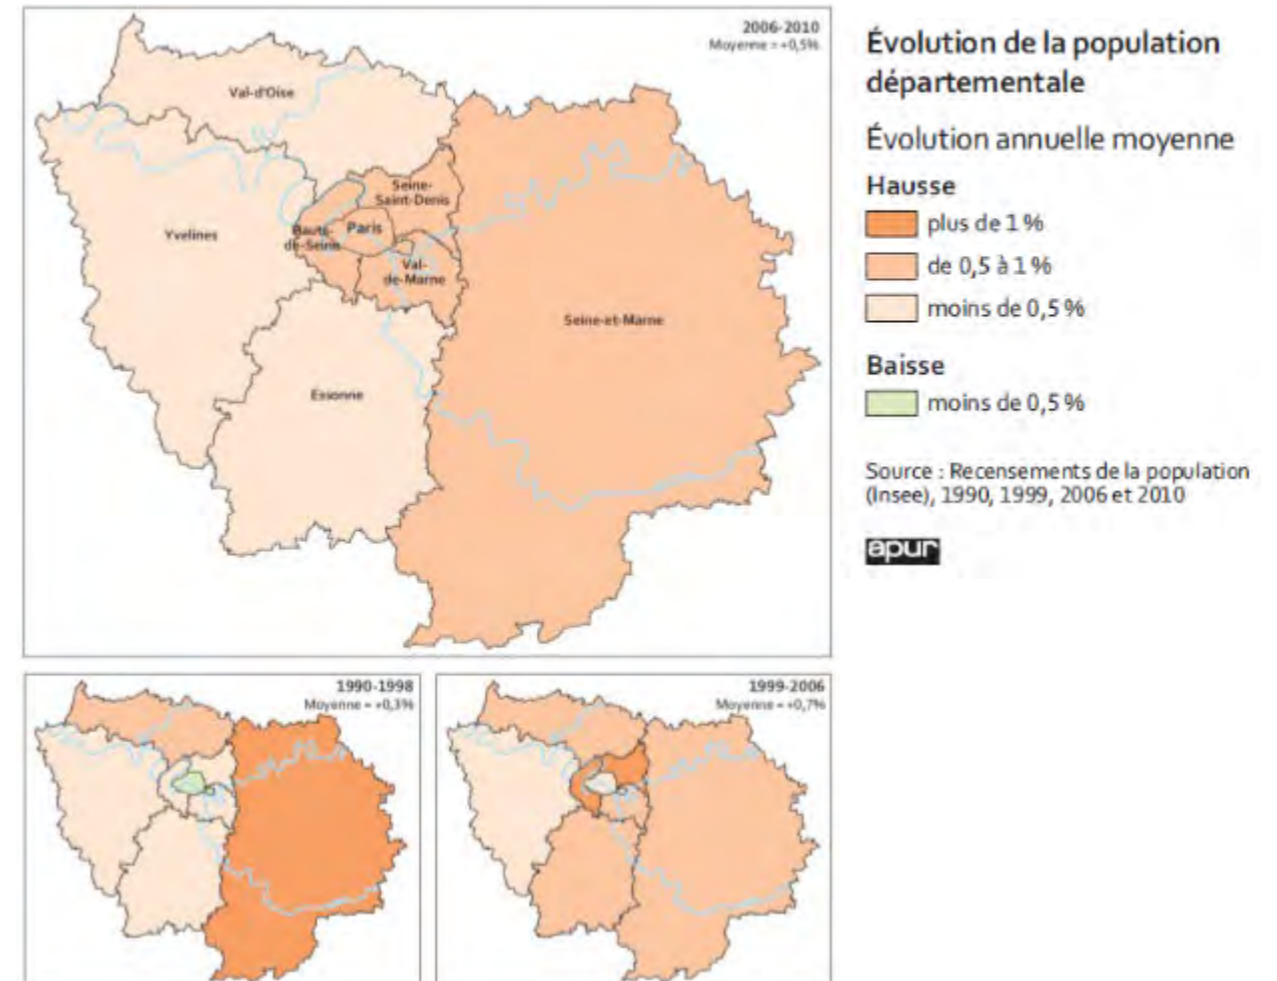 2006-2010
Moyenne = +0,5%
Val-d'Oise
Seine-
Saint-Denis
Yvelines
Hauts-
de-Seine
Paris
Val-
de-Marne
Seine-et-Marne
Essonne
Évolution de la population
départementale
Évolution annuelle moyenne
Hausse
plus de 1 %
de 0,5 à 1 %
moins de 0,5 %
Baisse
moins de 0,5 %
Source : Recensements de la population
(Insee), 1990, 1999, 2006 et 2010
apur
1990-1998
Moyenne = +0,3%
1999-2006
Moyenne = +0,7%